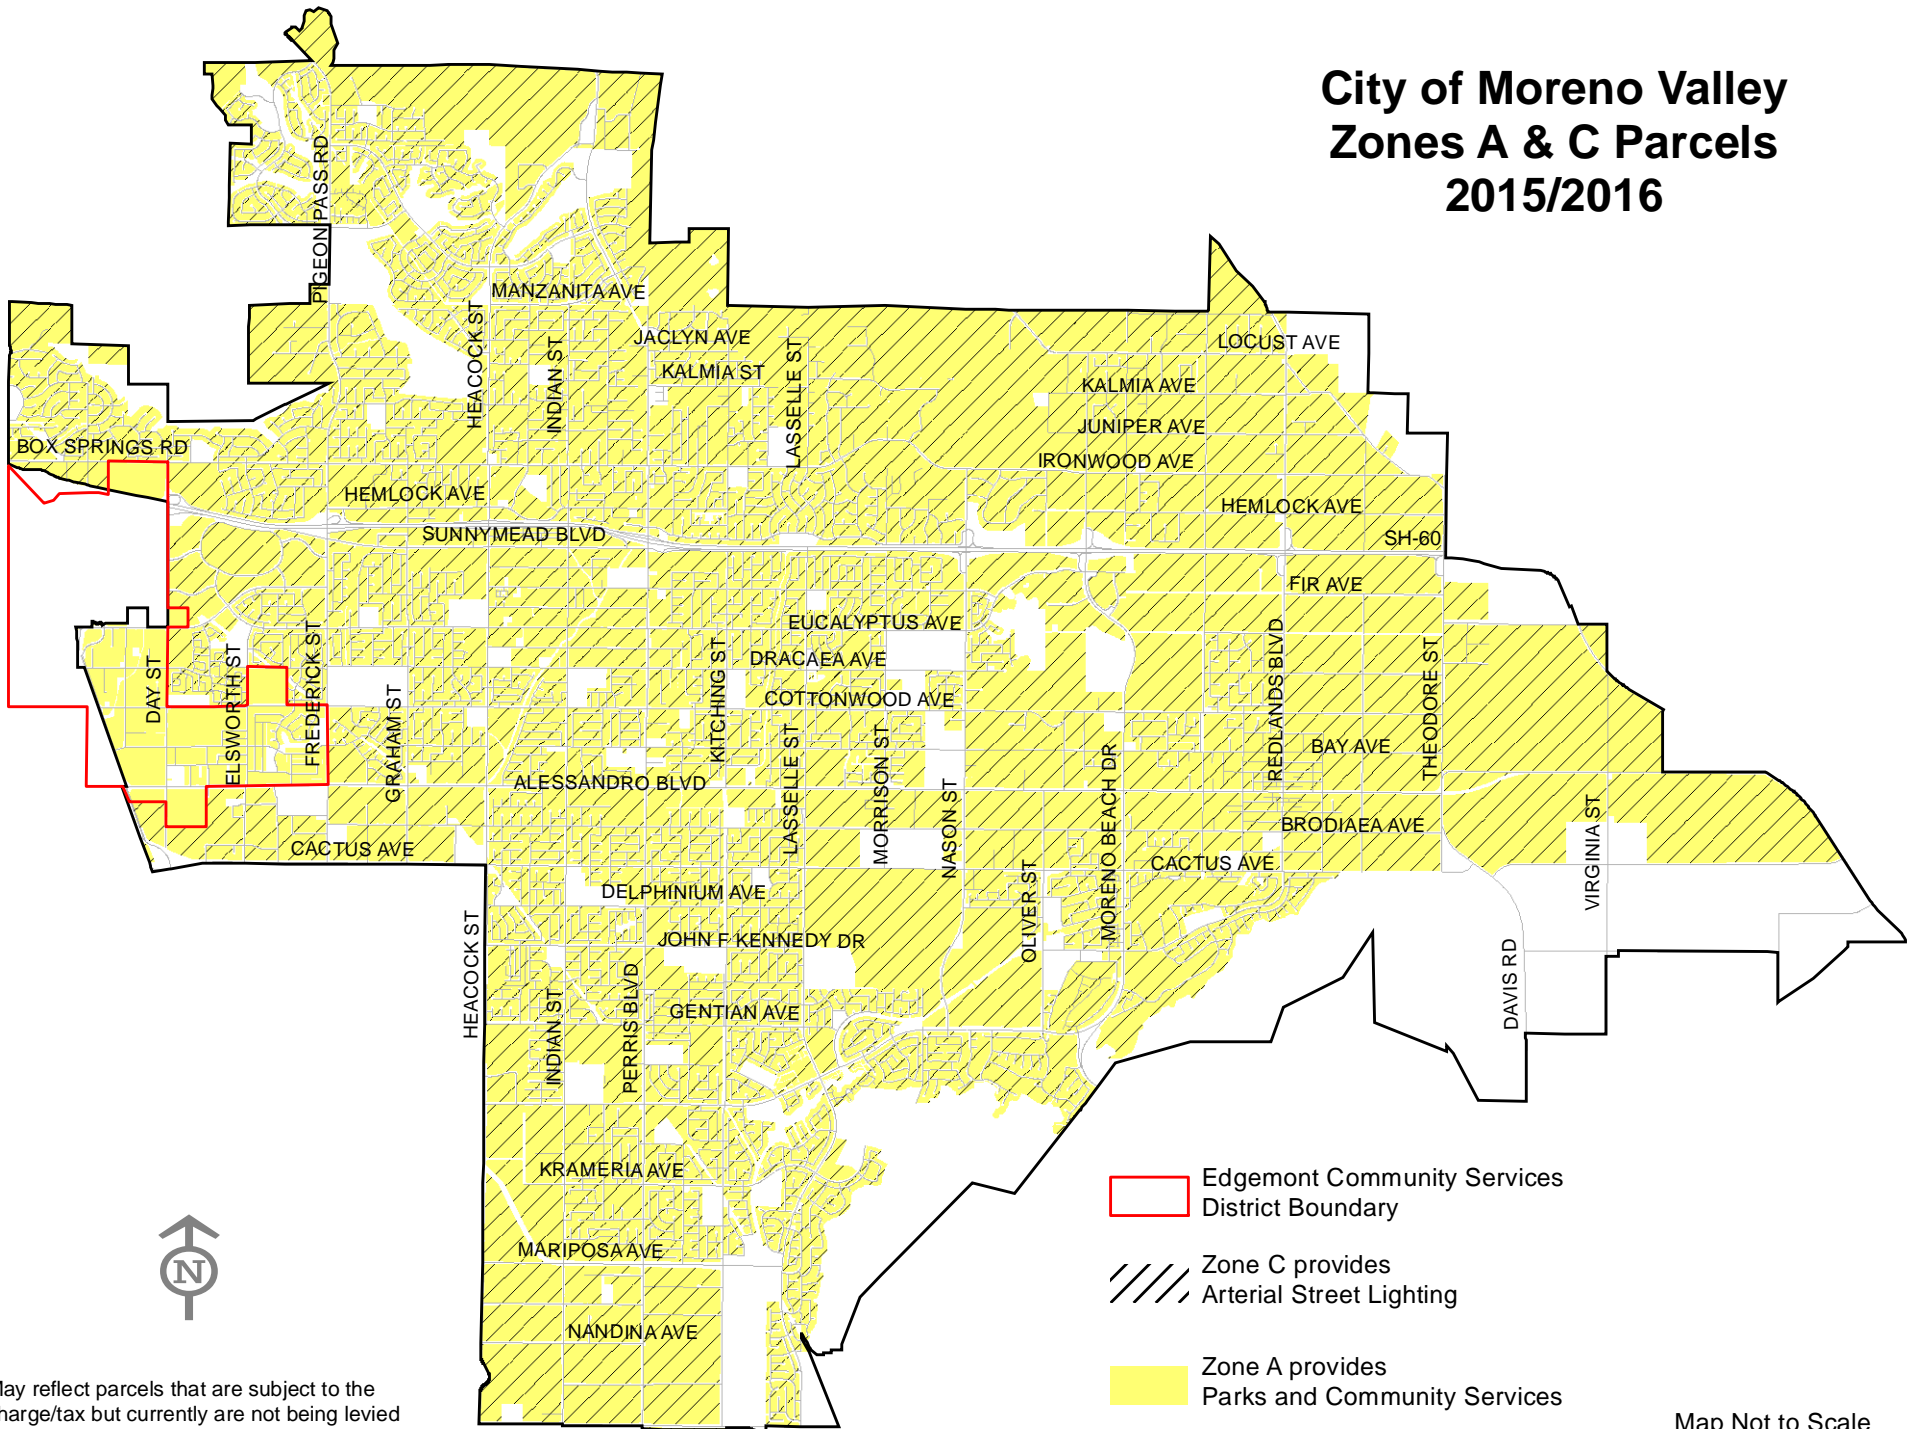 City of Moreno Valley
Zones A & C Parcels
2015/2016
PIGEON PASS RD
MANZANITA AVE
HEACOCK ST
INDIAN ST
JACLYN AVE
KALMIA ST
LASSELLE ST
LOCUST AVE
KALMIA AVE
JUNIPER AVE
IRONWOOD AVE
BOX SPRINGS RD
HEMLOCK AVE
HEMLOCK AVE
SUNNYMEAD BLVD
SH-60
FIR AVE
EUCALYPTUS AVE
DRACAEA AVE
COTTONWOOD AVE
DAY ST
ELSWORTH ST
FREDERICK ST
GRAHAM ST
KITCHING ST
LASSELLE ST
MORRISON ST
NASON ST
MORENO BEACH DR
REDLANDS BLVD
THEODORE ST
BAY AVE
ALESSANDRO BLVD
BRODIAEA AVE
VIRGINIA ST
CACTUS AVE
CACTUS AVE
DELPHINIUM AVE
OLIVER ST
JOHN F KENNEDY DR
HEACOCK ST
INDIAN ST
PERRIS BLVD
GENTIAN AVE
DAVIS RD
KRAMERIA AVE
MARIPOSA AVE
NANDINA AVE
N
Edgemont Community Services
District Boundary
Zone C provides
Arterial Street Lighting
Zone A provides
Parks and Community Services
May reflect parcels that are subject to the
charge/tax but currently are not being levied
Map Not to Scale